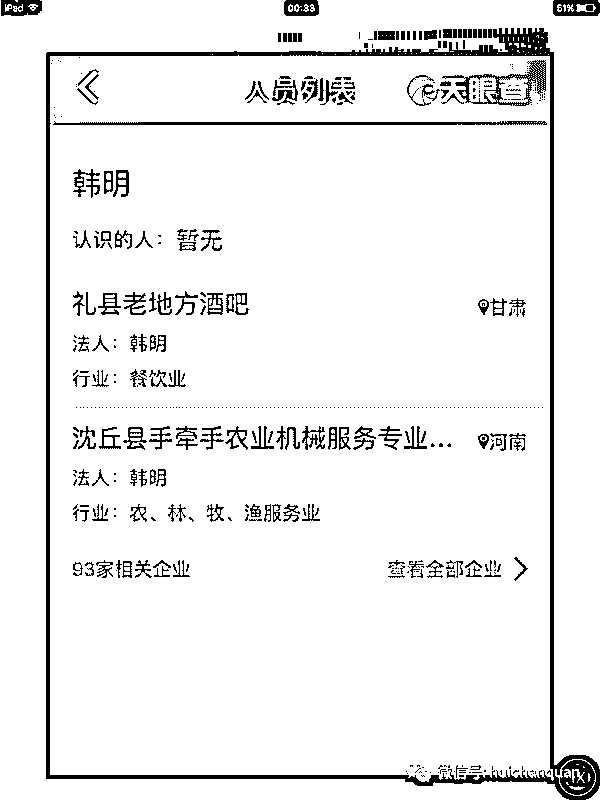 iPad 00:33 51%
人员列表 天眼查
韩明
认识的人：暂无
礼县老地方酒吧 甘肃
法人：韩明
行业：餐饮业
沈丘县手牵手农业机械服务专业... 河南
法人：韩明
行业：农、林、牧、渔服务业
93家相关企业 查看全部企业
微信号: huichenquan